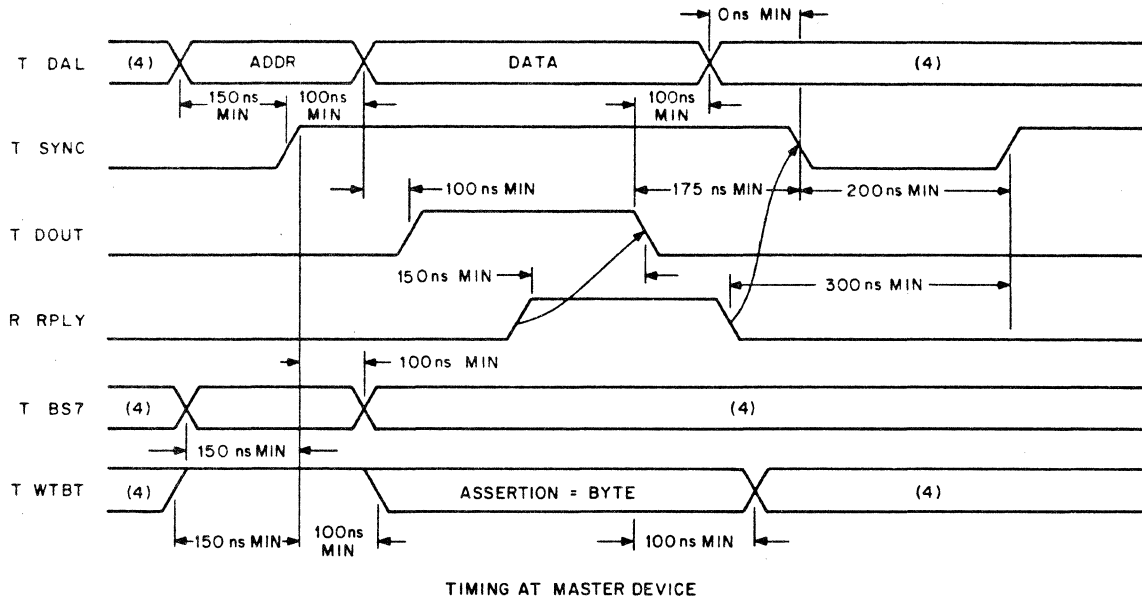 0ns MIN
T DAL (4) ADDR DATA (4)
150ns MIN 100ns MIN 100ns MIN
T SYNC
100ns MIN 175 ns MIN 200ns MIN
T DOUT
150ns MIN 300ns MIN
R RPLY
100ns MIN
T BS7 (4) (4)
150 ns MIN
T WTBT (4) ASSERTION = BYTE (4)
150 ns MIN 100ns MIN 100ns MIN
TIMING AT MASTER DEVICE